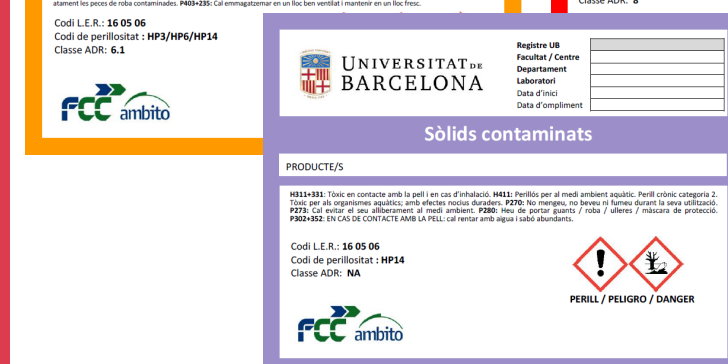 atament les peces de roba contaminades. P403+235: Cal emmagatzemar en un lloc ben ventilat i mantenir en un lloc fresc.
Classe ADR: 8
Codi L.E.R.: 16 05 06
Codi de perillositat : HP3/HP6/HP14
Classe ADR: 6.1
FCC ambito
UNIVERSITAT DE
BARCELONA
Registre UB
Facultat / Centre
Departament
Laboratori
Data d'inici
Data d'ompliment
Sòlids contaminats
PRODUCTE/S
H311+331: Tòxic en contacte amb la pell i en cas d'inhalació. H411: Perillós per al medi ambient aquàtic. Perill crònic categoria 2.
Tòxic per als organismes aquàtics; amb efectes nocius duraders. P270: No mengeu, no beveu ni fumeu durant la seva utilització.
P273: Cal evitar el seu alliberament al medi ambient. P280: Heu de portar guants / roba / ulleres / màscara de protecció.
P302+352: EN CAS DE CONTACTE AMB LA PELL: cal rentar amb aigua i sabó abundants.
Codi L.E.R.: 16 05 06
Codi de perillositat : HP14
Classe ADR: NA
PERILL / PELIGRO / DANGER
FCC ambito